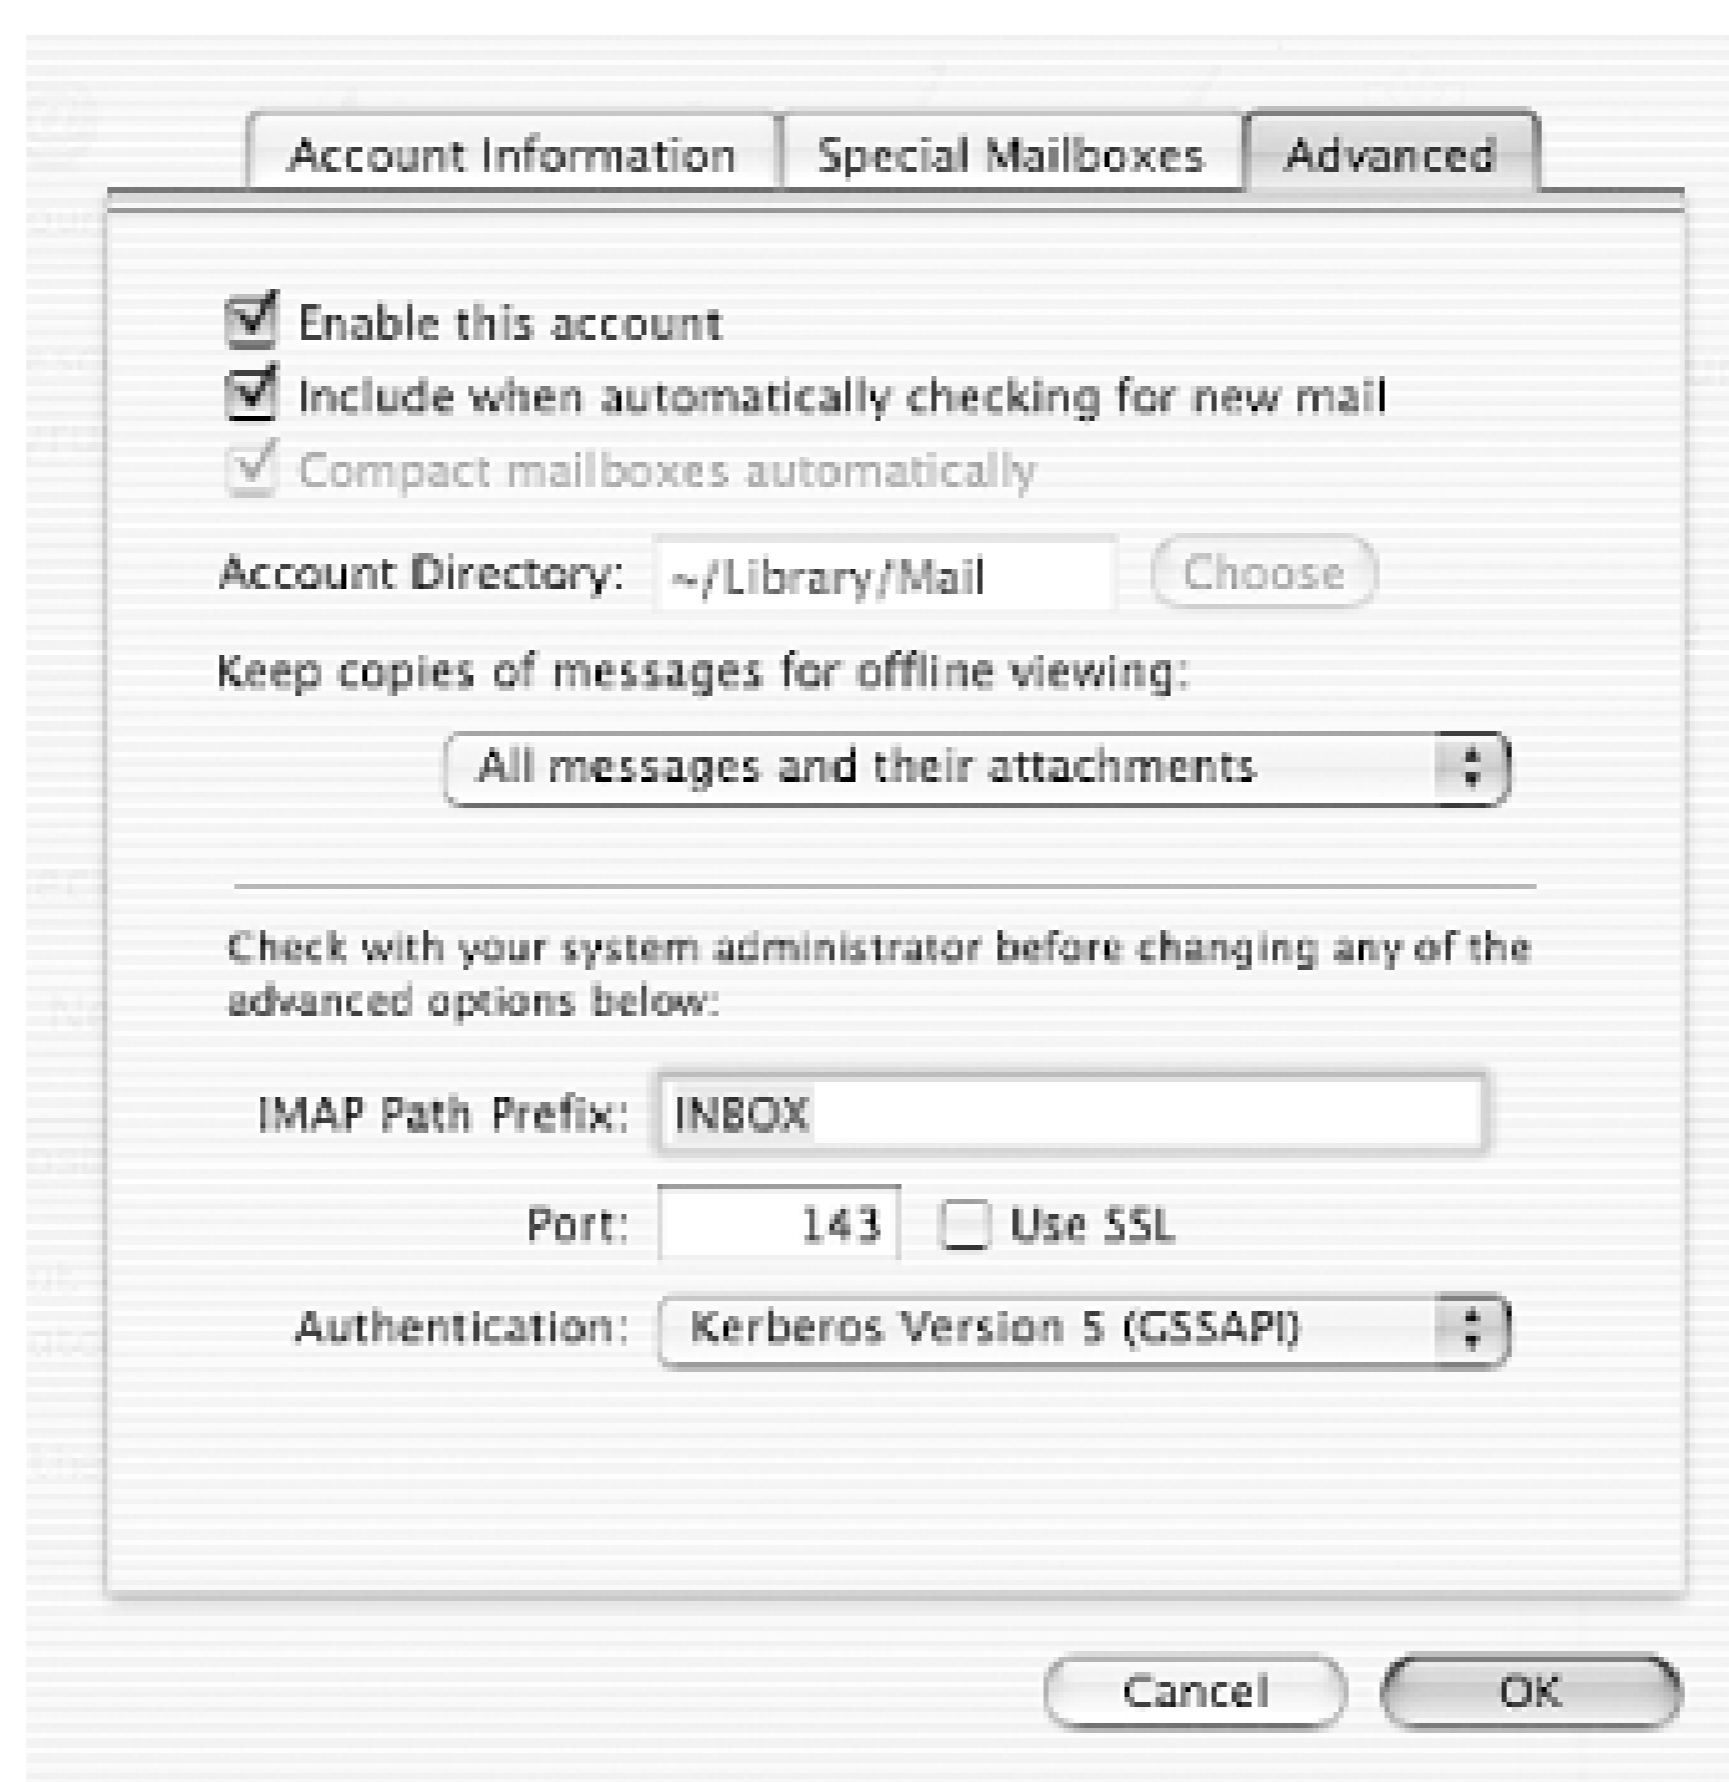 Account Information Special Mailboxes Advanced
Enable this account
Include when automatically checking for new mail
Compact mailboxes automatically
Account Directory: ~/Library/Mail Choose
Keep copies of messages for offline viewing:
All messages and their attachments
Check with your system administrator before changing any of the
advanced options below:
IMAP Path Prefix: INBOX
Port: 143 Use SSL
Authentication: Kerberos Version 5 (GSSAPI)
Cancel OK